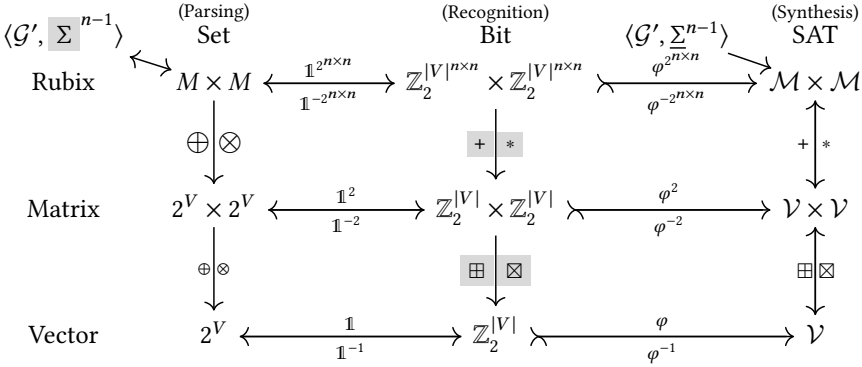 (Parsing) (Recognition) (Synthesis)
⟨𝒢′, Σⁿ⁻¹⟩ Set Bit ⟨𝒢′, Σ̲ⁿ⁻¹⟩ SAT
𝟙^{2^{n×n}} φ^{2^{n×n}}
Rubix M × M ℤ₂^{|V|^{n×n}} × ℤ₂^{|V|^{n×n}} ℳ × ℳ
𝟙^{−2^{n×n}} φ^{−2^{n×n}}
⊕ ⊗ + * + *
𝟙² φ²
Matrix 2^V × 2^V ℤ₂^{|V|} × ℤ₂^{|V|} 𝒱 × 𝒱
𝟙⁻² φ⁻²
⊕ ⊗ ⊞ ⊠ ⊞ ⊠
𝟙 φ
Vector 2^V ℤ₂^{|V|} 𝒱
𝟙⁻¹ φ⁻¹